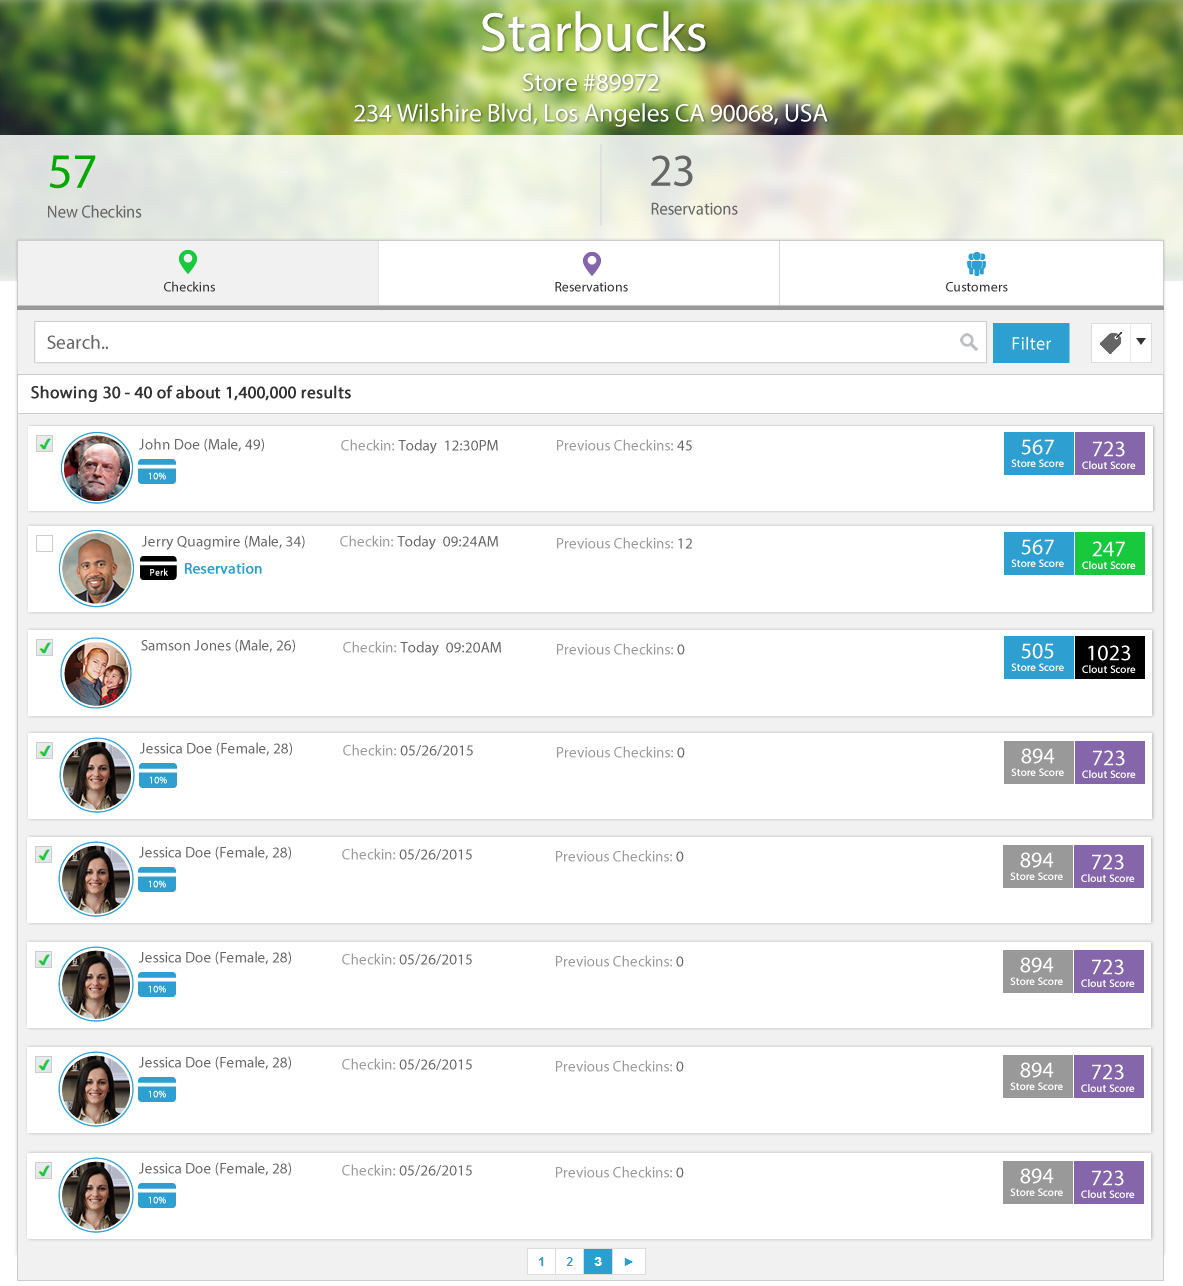 Starbucks
Store #89972
234 Wilshire Blvd, Los Angeles CA 90068, USA
57
New Checkins
23
Reservations
Checkins
Reservations
Customers
Search..
Filter
Showing 30 - 40 of about 1,400,000 results
John Doe (Male, 49)
10%
Checkin: Today 12:30PM
Previous Checkins: 45
567
Store Score
723
Clout Score
Jerry Quagmire (Male, 34)
Perk
Reservation
Checkin: Today 09:24AM
Previous Checkins: 12
567
Store Score
247
Clout Score
Samson Jones (Male, 26)
Checkin: Today 09:20AM
Previous Checkins: 0
505
Store Score
1023
Clout Score
Jessica Doe (Female, 28)
10%
Checkin: 05/26/2015
Previous Checkins: 0
894
Store Score
723
Clout Score
Jessica Doe (Female, 28)
10%
Checkin: 05/26/2015
Previous Checkins: 0
894
Store Score
723
Clout Score
Jessica Doe (Female, 28)
10%
Checkin: 05/26/2015
Previous Checkins: 0
894
Store Score
723
Clout Score
Jessica Doe (Female, 28)
10%
Checkin: 05/26/2015
Previous Checkins: 0
894
Store Score
723
Clout Score
Jessica Doe (Female, 28)
10%
Checkin: 05/26/2015
Previous Checkins: 0
894
Store Score
723
Clout Score
1 2 3